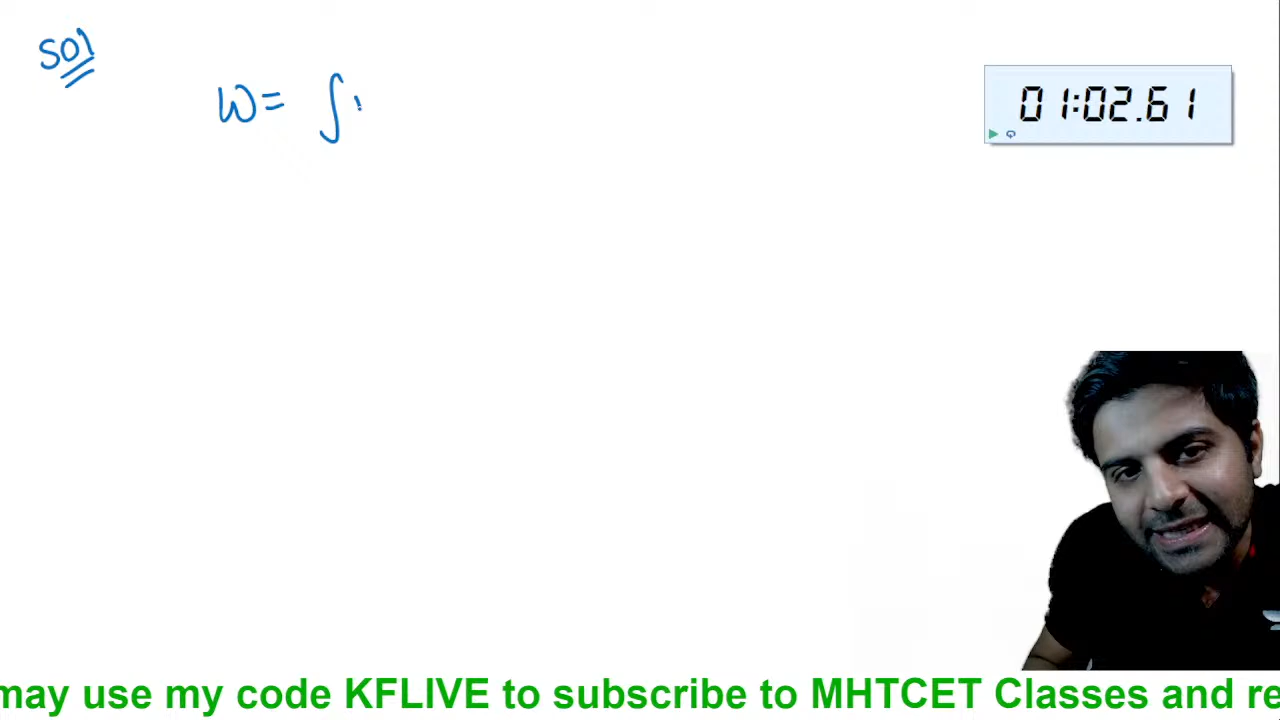 Sol
W= ∫
01:02.61
may use my code KFLIVE to subscribe to MHTCET Classes and re